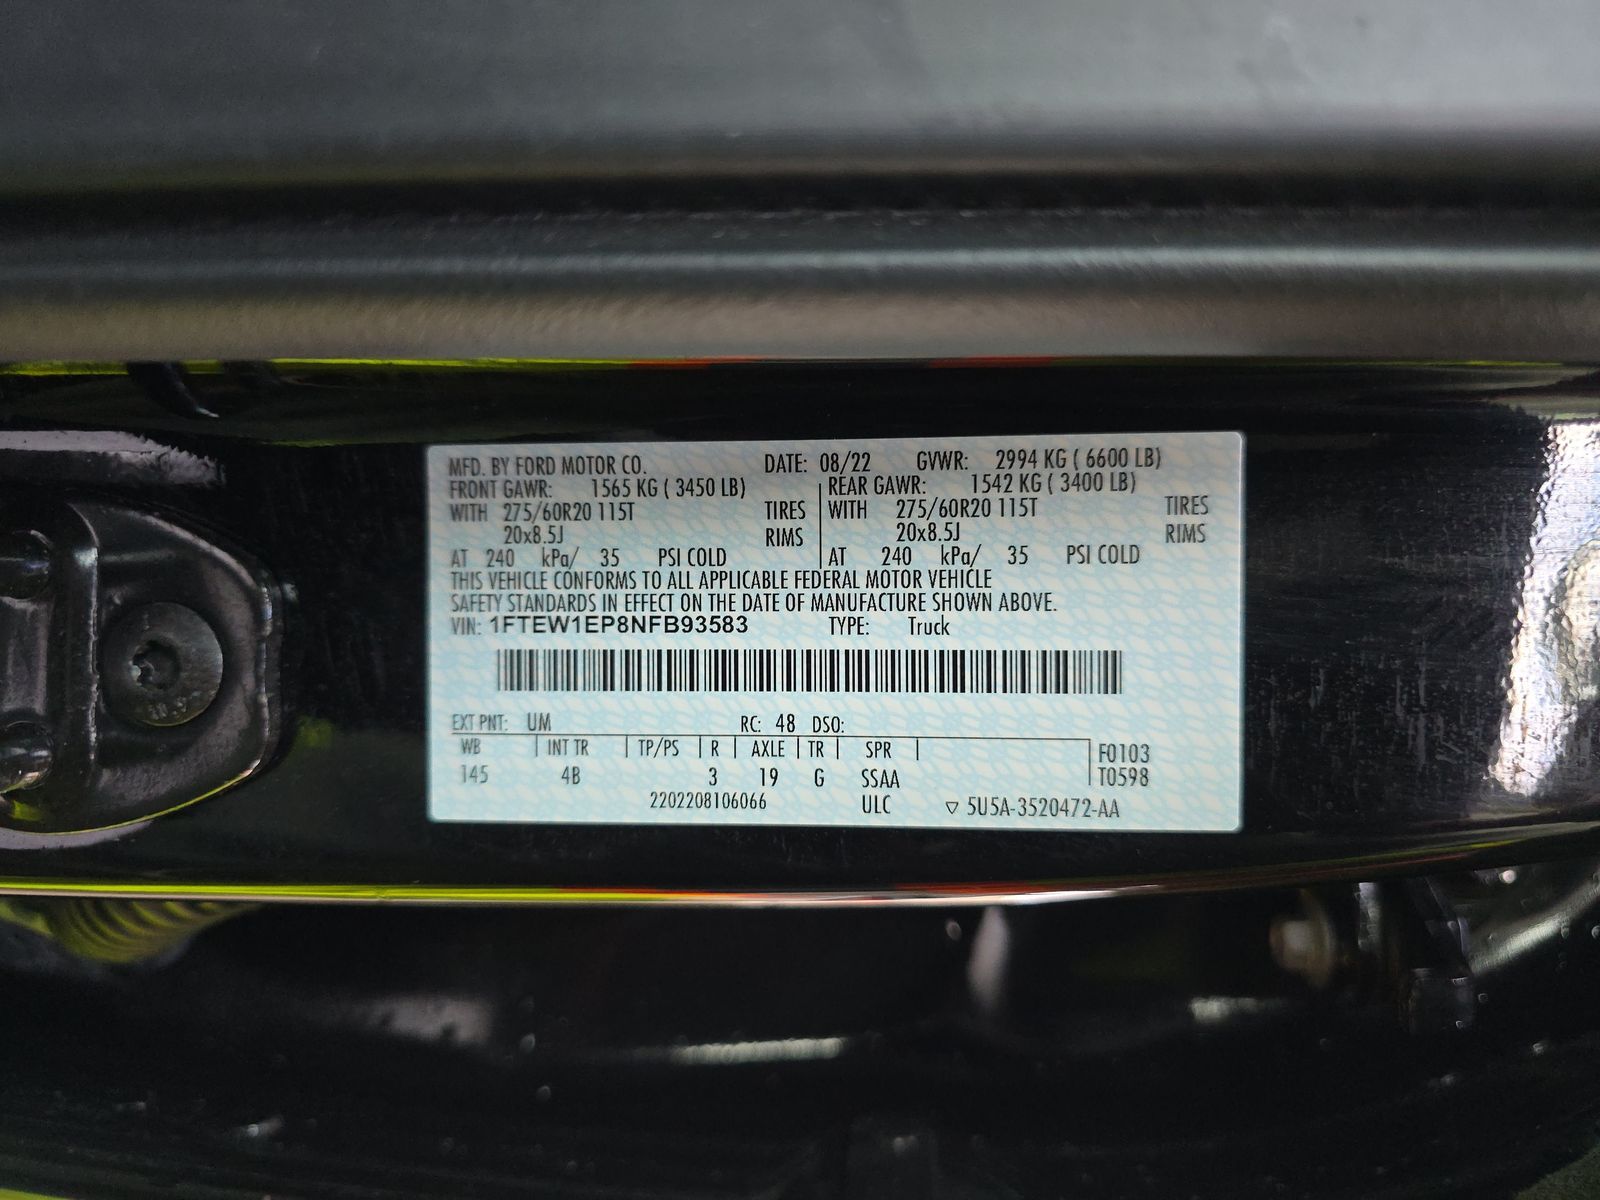 MFD. BY FORD MOTOR CO. DATE: 08/22 GVWR: 2994 KG ( 6600 LB)
FRONT GAWR: 1565 KG ( 3450 LB) REAR GAWR: 1542 KG ( 3400 LB)
WITH 275/60R20 115T TIRES WITH 275/60R20 115T TIRES
20x8.5J RIMS 20x8.5J RIMS
AT 240 kPa/ 35 PSI COLD AT 240 kPa/ 35 PSI COLD
THIS VEHICLE CONFORMS TO ALL APPLICABLE FEDERAL MOTOR VEHICLE
SAFETY STANDARDS IN EFFECT ON THE DATE OF MANUFACTURE SHOWN ABOVE.
VIN: 1FTEW1EP8NFB93583 TYPE: Truck
EXT PNT: UM RC: 48 DSO:
WB INT TR TP/PS R AXLE TR SPR F0103
145 4B 3 19 G SSAA T0598
2202208106066 ULC ▽ 5U5A-3520472-AA